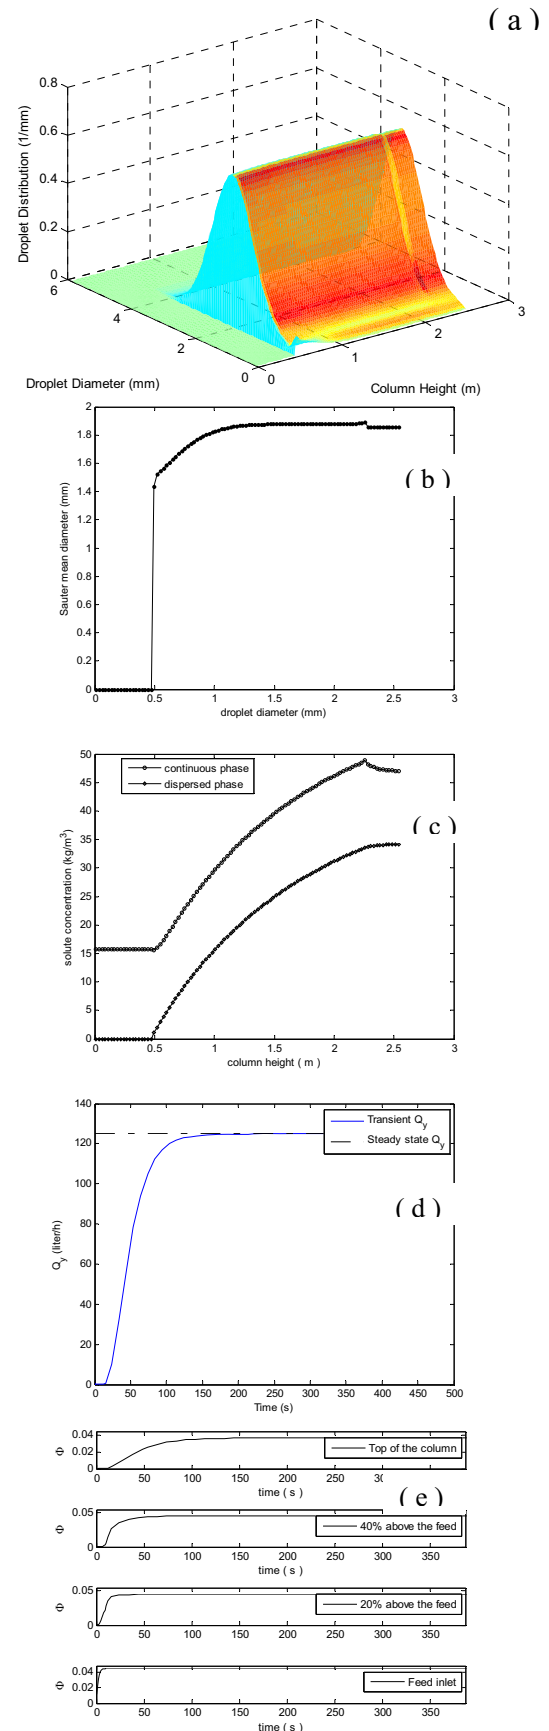 ( a )
Droplet Distribution (1/mm)
0.8
0.6
0.4
0.2
0
6
4
2
0
0
1
2
3
Droplet Diameter (mm)
Column Height (m)
2
1.8
1.6
1.4
1.2
1
0.8
0.6
0.4
0.2
0
Sauter mean diameter (mm)
( b )
0 0.5 1 1.5 2 2.5 3
droplet diameter (mm)
50
45
40
35
30
25
20
15
10
5
0
solute concentration (kg/m³)
continuous phase
dispersed phase
( c )
0 0.5 1 1.5 2 2.5 3
column height ( m )
140
120
100
80
60
40
20
0
Q_y (liter/h)
Transient Q_y
Steady state Q_y
( d )
0 50 100 150 200 250 300 350 400 450 500
Time (s)
0.04
0.02
0
Φ
Top of the column
0 50 100 150 200 250 30
time ( s )
( e )
0.05
0
Φ
40% above the feed
0 50 100 150 200 250 300 350
time ( s )
0.05
0
Φ
20% above the feed
0 50 100 150 200 250 300 350
0.04
0.02
0
Φ
Feed inlet
0 50 100 150 200 250 300 350
time ( s )